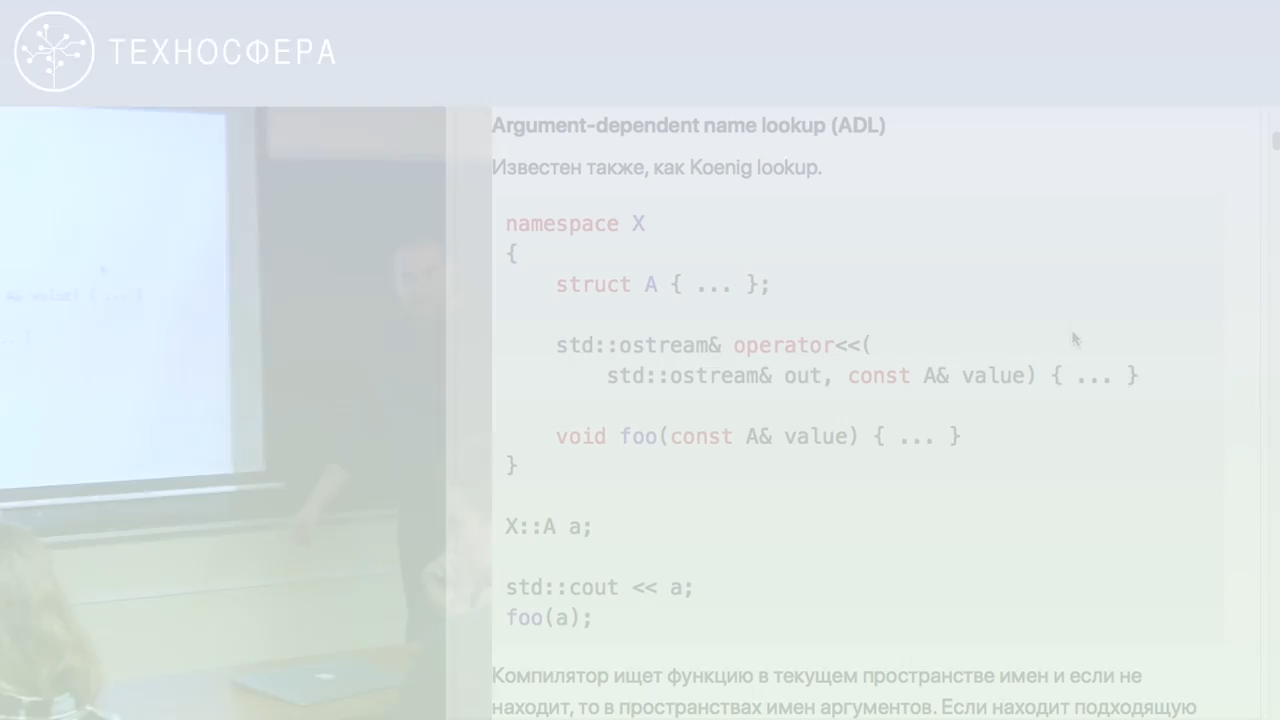 ТЕХНОСФЕРА
Argument-dependent name lookup (ADL)
Известен также, как Koenig lookup.
namespace X
{
    struct A { ... };
    std::ostream& operator<<(
        std::ostream& out, const A& value) { ... }
    void foo(const A& value) { ... }
}
X::A a;
std::cout << a;
foo(a);
Компилятор ищет функцию в текущем пространстве имен и если не
находит, то в пространствах имен аргументов. Если находит подходящую